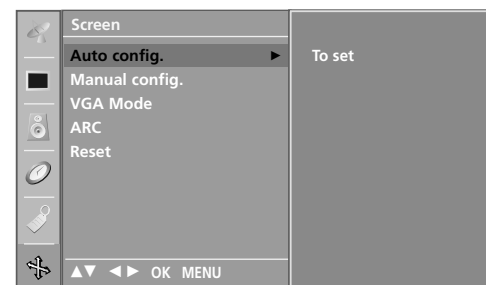 Screen
Auto config. ►
To set
Manual config.
VGA Mode
ARC
Reset
▲▼ ◄► OK MENU